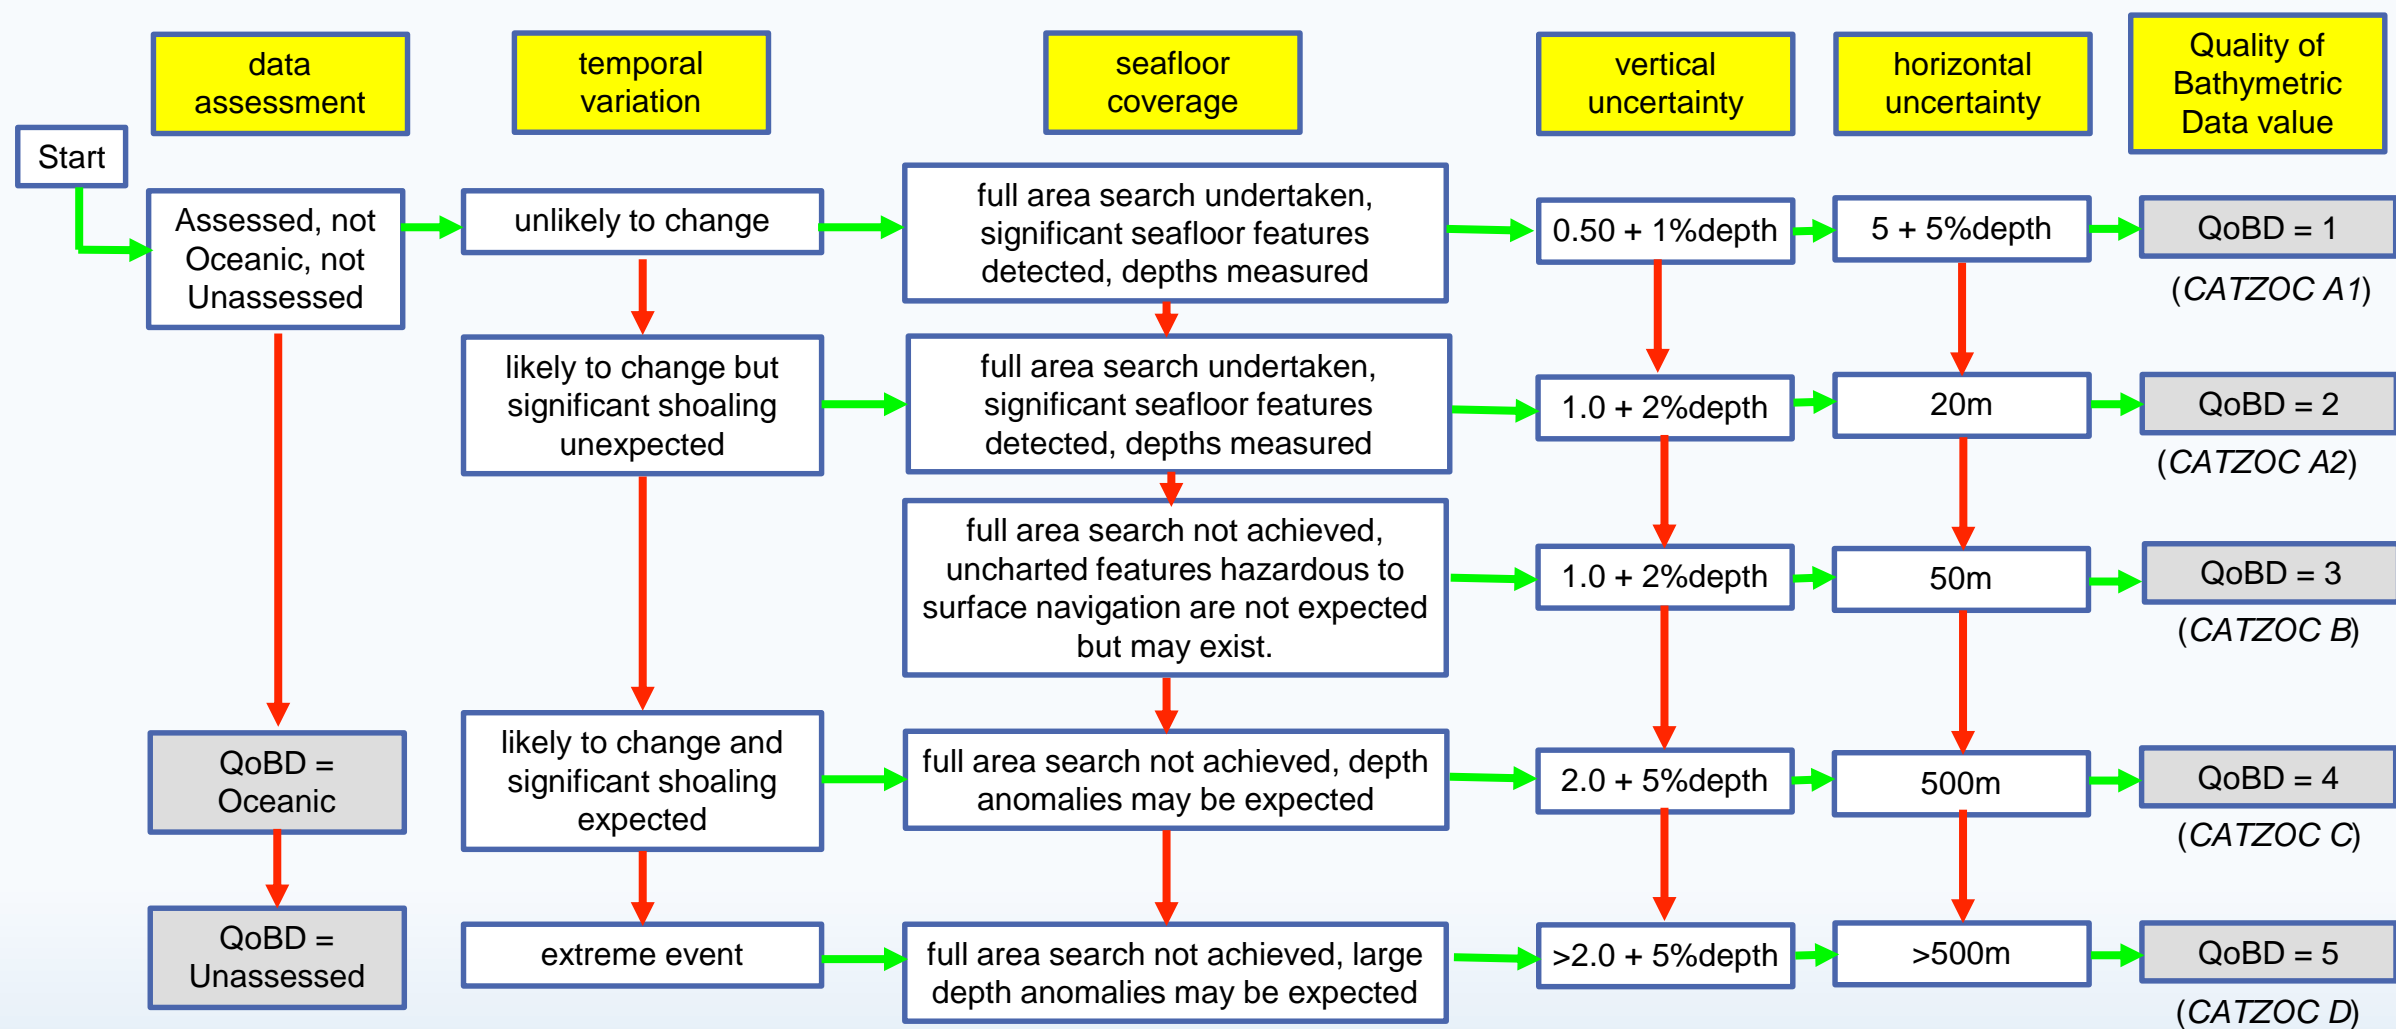 data
assessment
temporal
variation
seafloor
coverage
vertical
uncertainty
horizontal
uncertainty
Quality of
Bathymetric
Data value
Start
Assessed, not
Oceanic, not
Unassessed
unlikely to change
full area search undertaken,
significant seafloor features
detected, depths measured
0.50 + 1%depth
5 + 5%depth
QoBD = 1
(CATZOC A1)
likely to change but
significant shoaling
unexpected
full area search undertaken,
significant seafloor features
detected, depths measured
1.0 + 2%depth
20m
QoBD = 2
(CATZOC A2)
full area search not achieved,
uncharted features hazardous to
surface navigation are not expected
but may exist.
1.0 + 2%depth
50m
QoBD = 3
(CATZOC B)
QoBD =
Oceanic
likely to change and
significant shoaling
expected
full area search not achieved, depth
anomalies may be expected
2.0 + 5%depth
500m
QoBD = 4
(CATZOC C)
QoBD =
Unassessed
extreme event
full area search not achieved, large
depth anomalies may be expected
>2.0 + 5%depth
>500m
QoBD = 5
(CATZOC D)